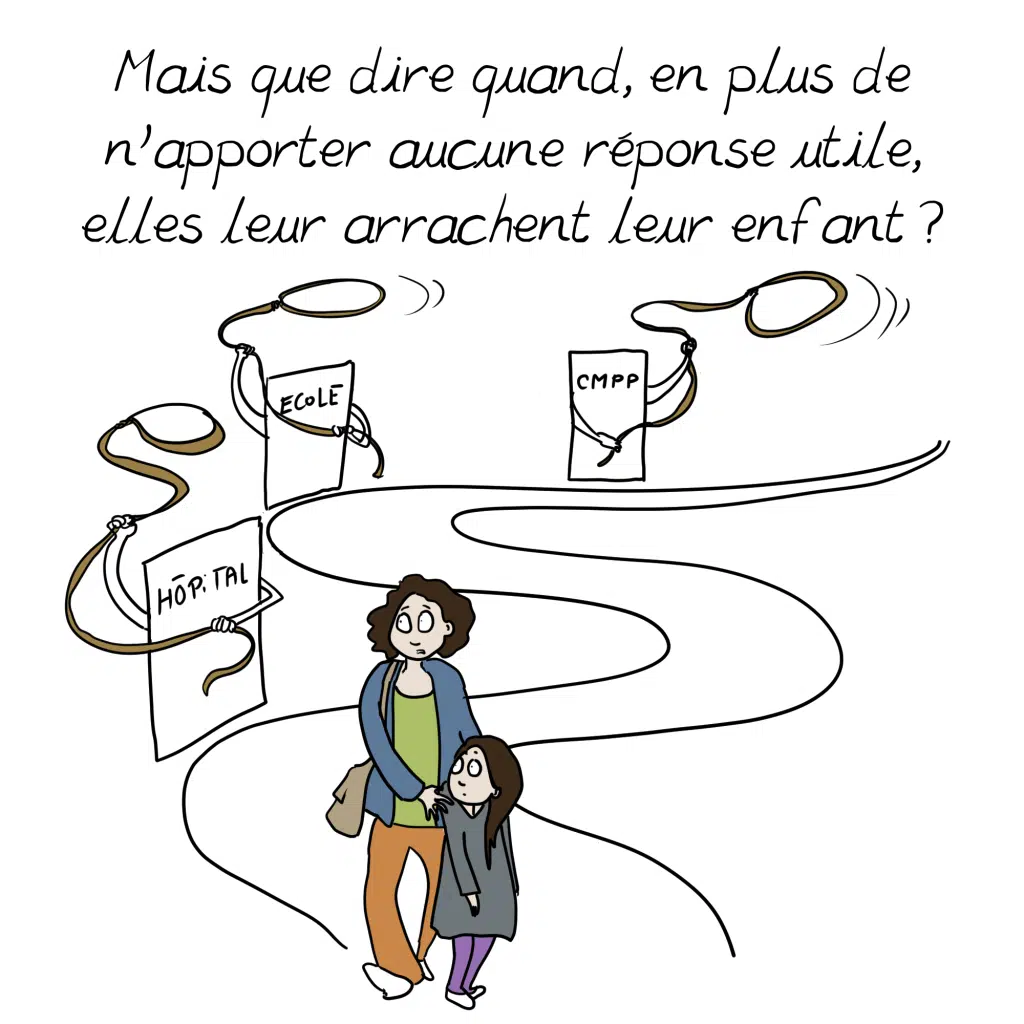 Mais que dire quand, en plus de
n'apporter aucune réponse utile,
elles leur arrachent leur enfant ?
ECOLE
CMPP
HÔPITAL